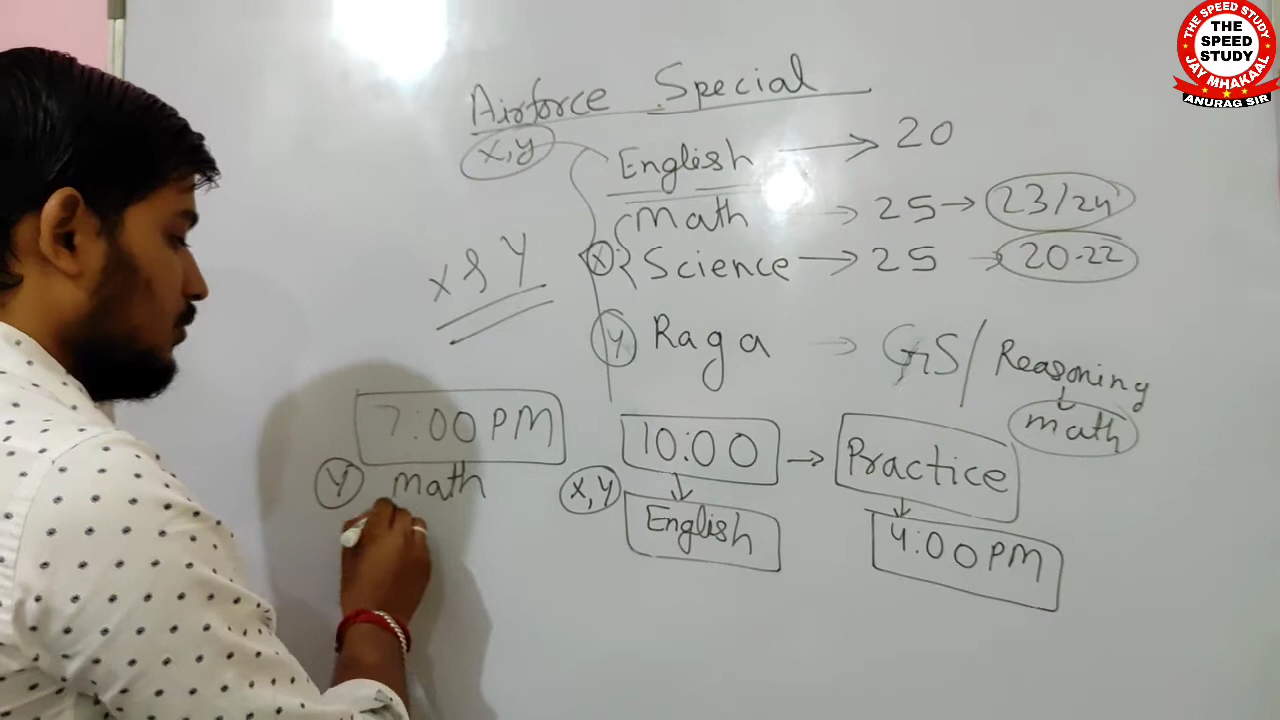 Airforce Special
X,Y
English → 20
Math → 25 → 23/24
X Science → 25 → 20-22
X & Y
Y Raga → GS/Reasoning
↓
math
7:00 PM
Y math
10:00 → Practice
↓ ↓
X,Y English 4:00 PM
THE SPEED STUDY
THE
SPEED
STUDY
JAY MHAKAAL
ANURAG SIR